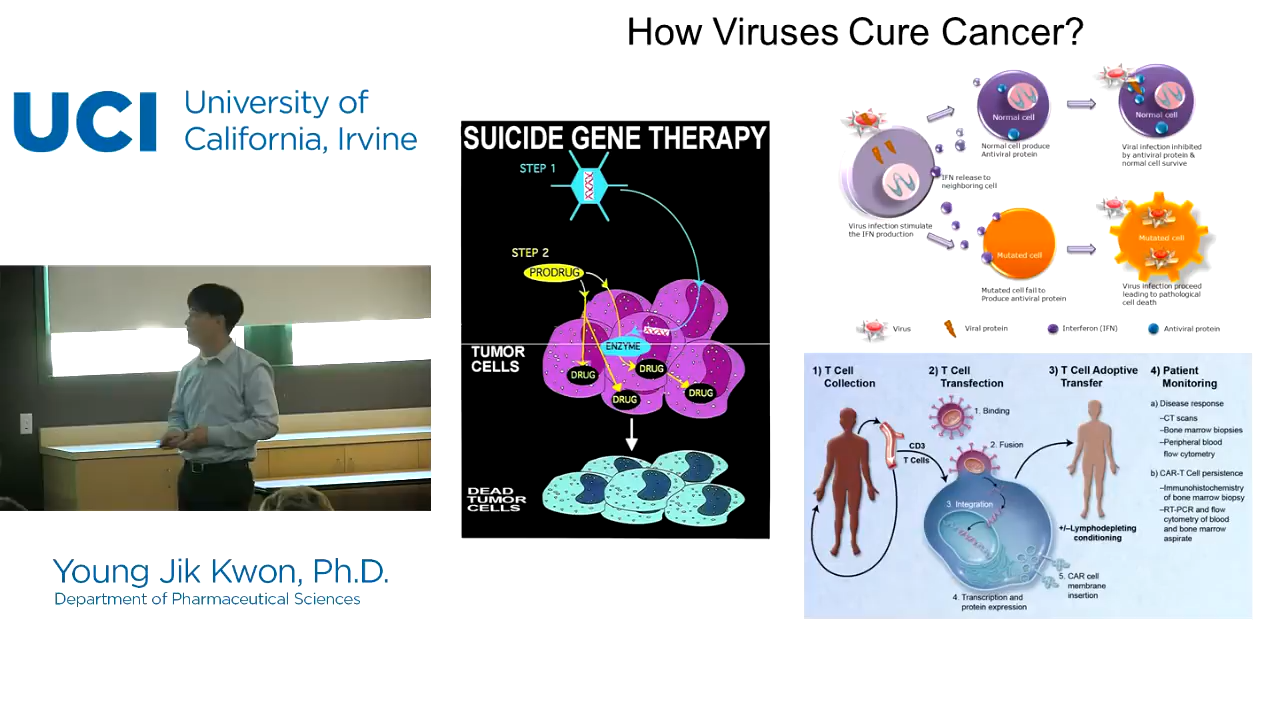 How Viruses Cure Cancer?
UCI
University of
California, Irvine
Young Jik Kwon, Ph.D.
Department of Pharmaceutical Sciences
SUICIDE GENE THERAPY
STEP 1
STEP 2
PRODRUG
ENZYME
TUMOR
CELLS
DRUG
DRUG
DRUG
DRUG
DEAD
TUMOR
CELLS
Normal cell
Normal cell
Normal cell produce
Antiviral protein
Viral infection inhibited
by antiviral protein &
normal cell survive
IFN release to
neighboring cell
Virus infection stimulate
the IFN production
Mutated cell
Mutated cell
Mutated cell fail to
Produce antiviral protein
Virus infection proceed
leading to pathological
cell death
Virus
Viral protein
Interferon (IFN)
Antiviral protein
1) T Cell
Collection
2) T Cell
Transfection
3) T Cell Adoptive
Transfer
4) Patient
Monitoring
1. Binding
2. Fusion
CD3
T Cells
3. Integration
4. Transcription and
protein expression
5. CAR cell
membrane
insertion
+/–Lymphodepleting
conditioning
a) Disease response
–CT scans
–Bone marrow biopsies
–Peripheral blood
flow cytometry
b) CAR-T Cell persistence
–Immunohistochemistry
of bone marrow biopsy
–RT-PCR and flow
cytometry of blood
and bone marrow
aspirate